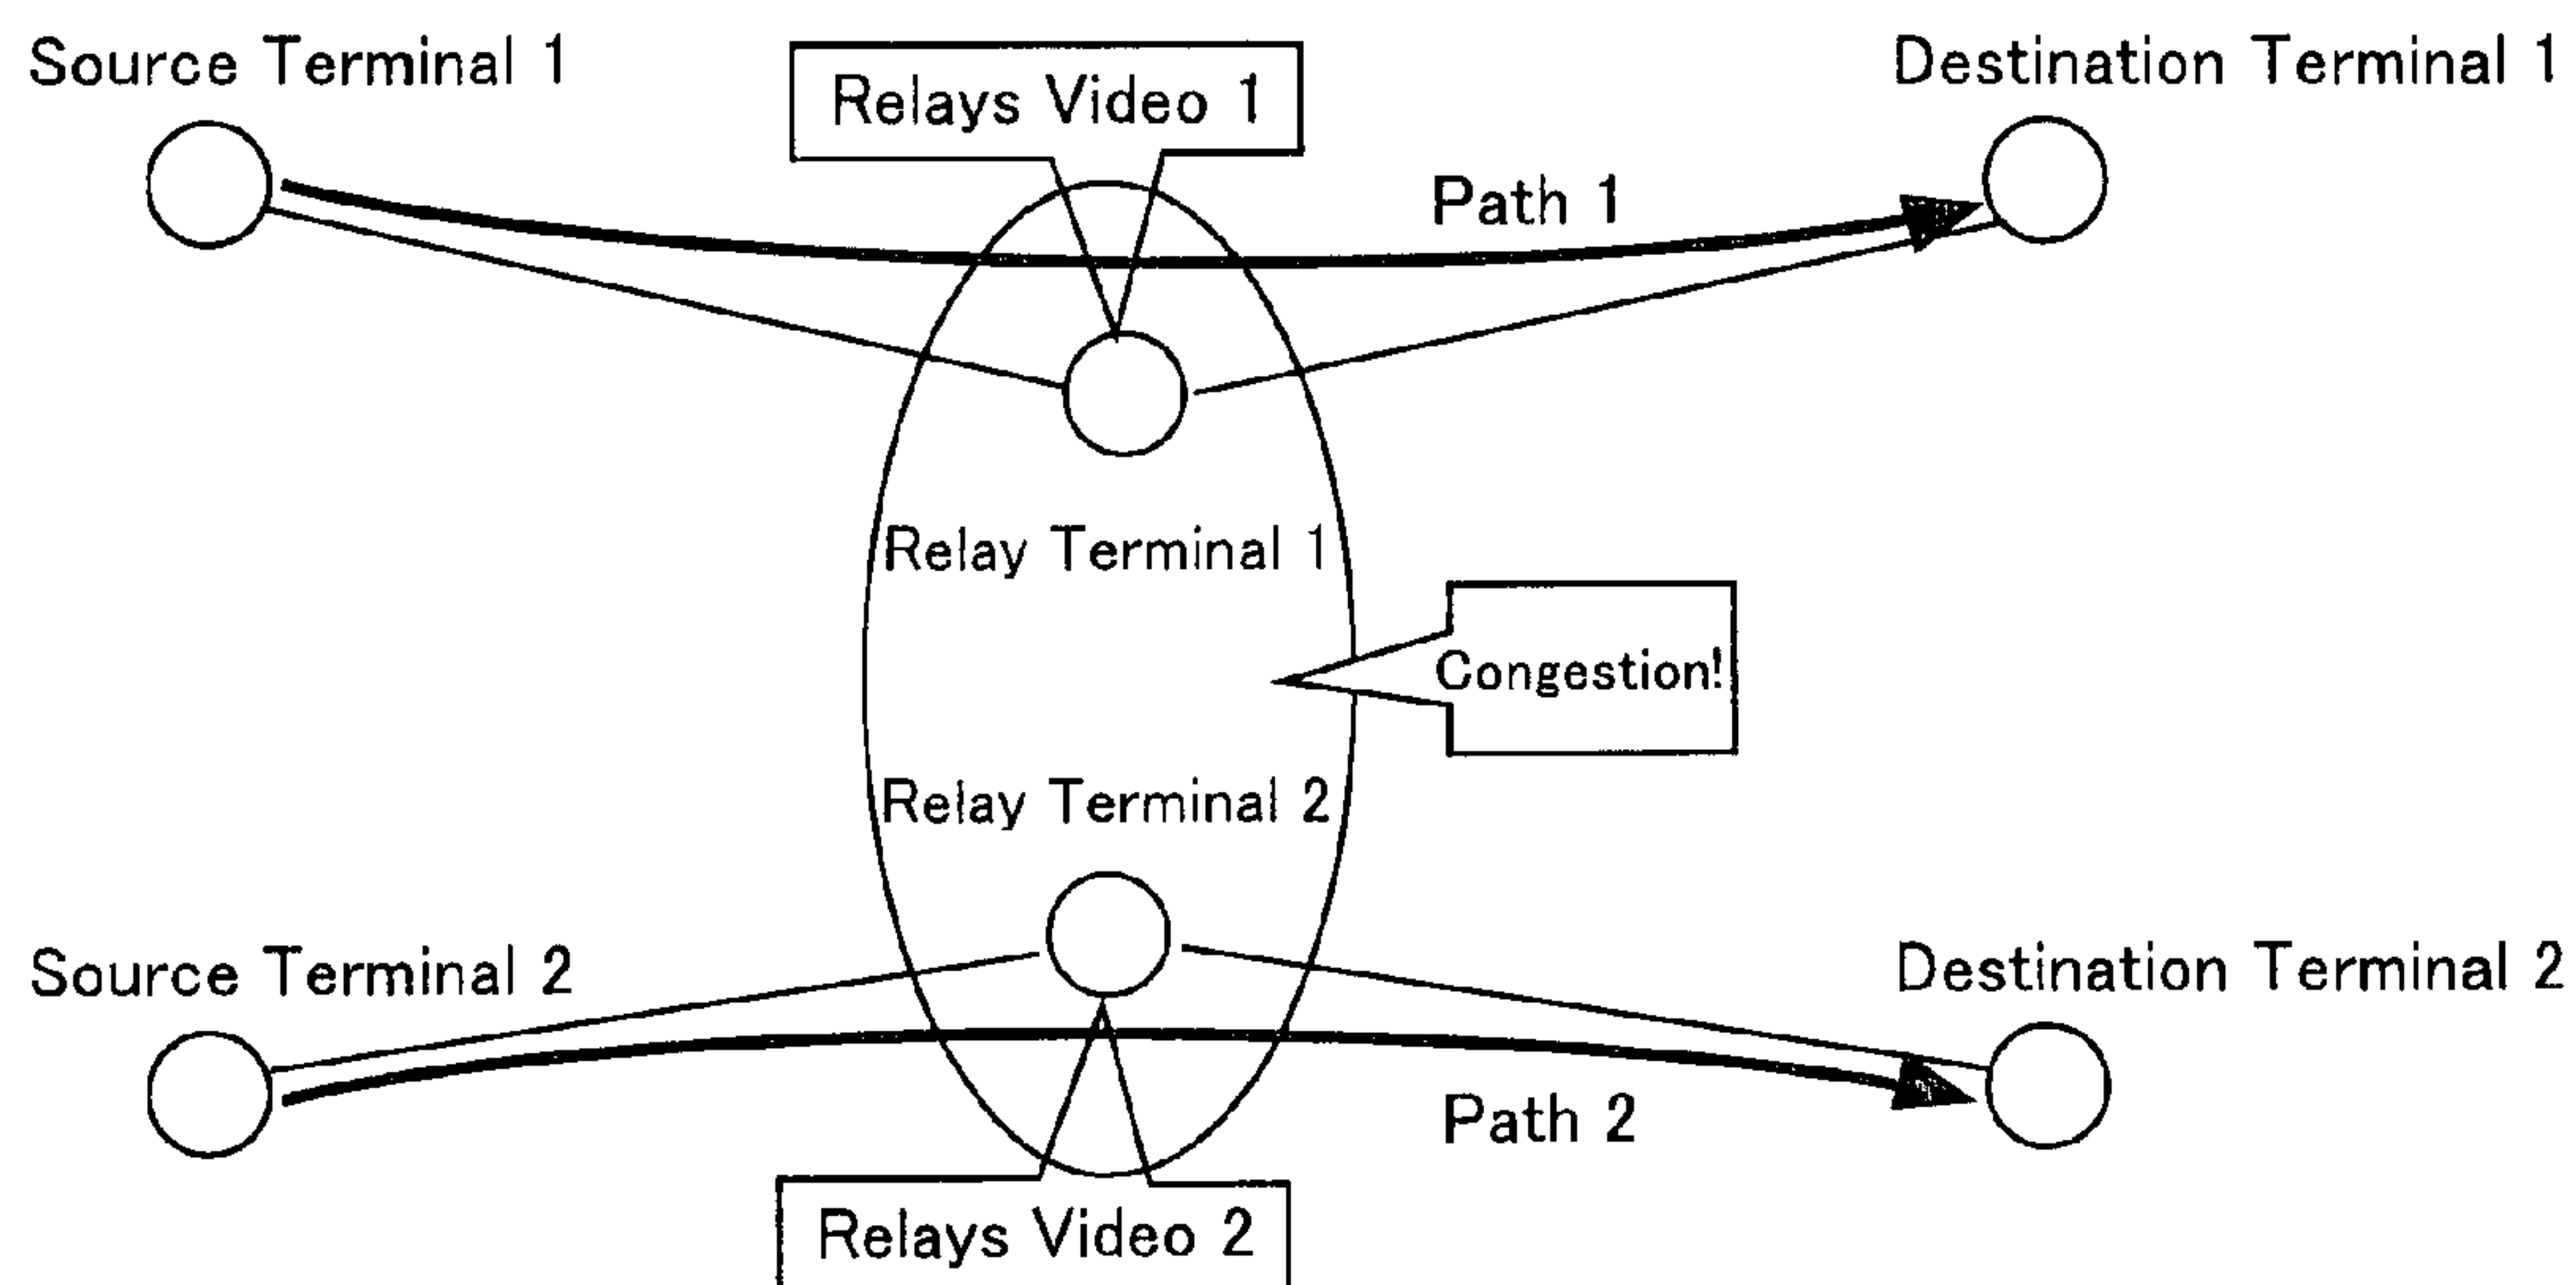 Source Terminal 1
Relays Video 1
Destination Terminal 1
Path 1
Relay Terminal 1
Congestion!
Relay Terminal 2
Source Terminal 2
Destination Terminal 2
Path 2
Relays Video 2